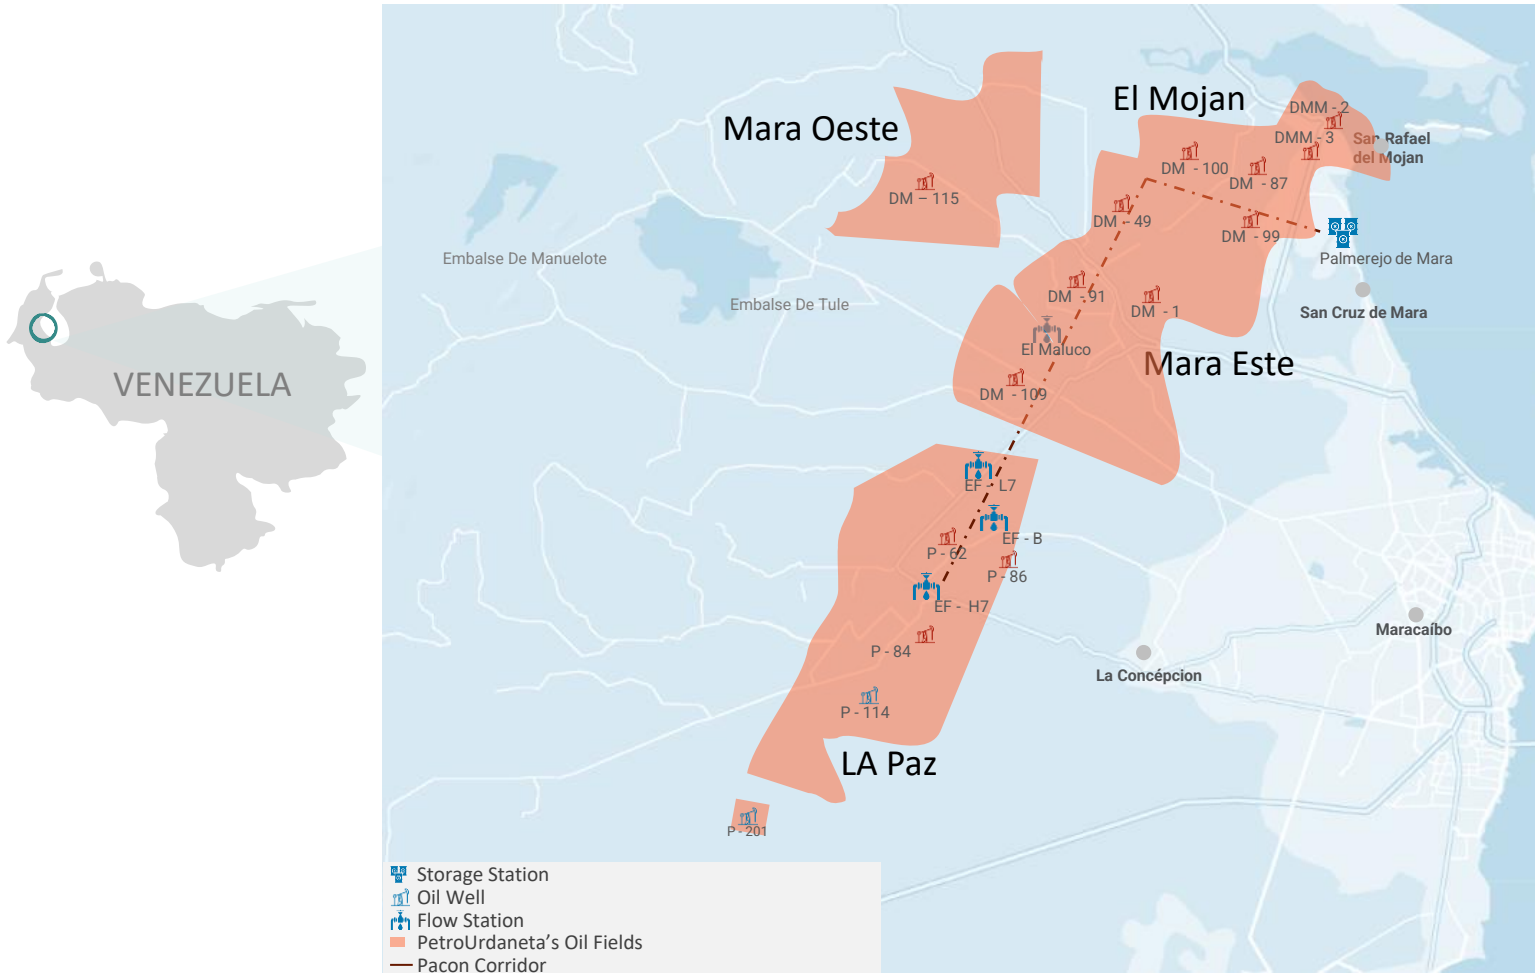 VENEZUELA
Mara Oeste
El Mojan
DMM - 2
DMM - 3
San Rafael
del Mojan
DM - 100
DM - 87
DM – 115
DM - 49
DM - 99
Palmerejo de Mara
Embalse De Manuelote
Embalse De Tule
DM - 91
DM - 1
San Cruz de Mara
El Maluco
Mara Este
DM - 109
EF - L7
EF - B
P - 62
P - 86
EF - H7
P - 84
Maracaíbo
La Concépcion
P - 114
LA Paz
P - 201
Storage Station
Oil Well
Flow Station
PetroUrdaneta’s Oil Fields
Pacon Corridor